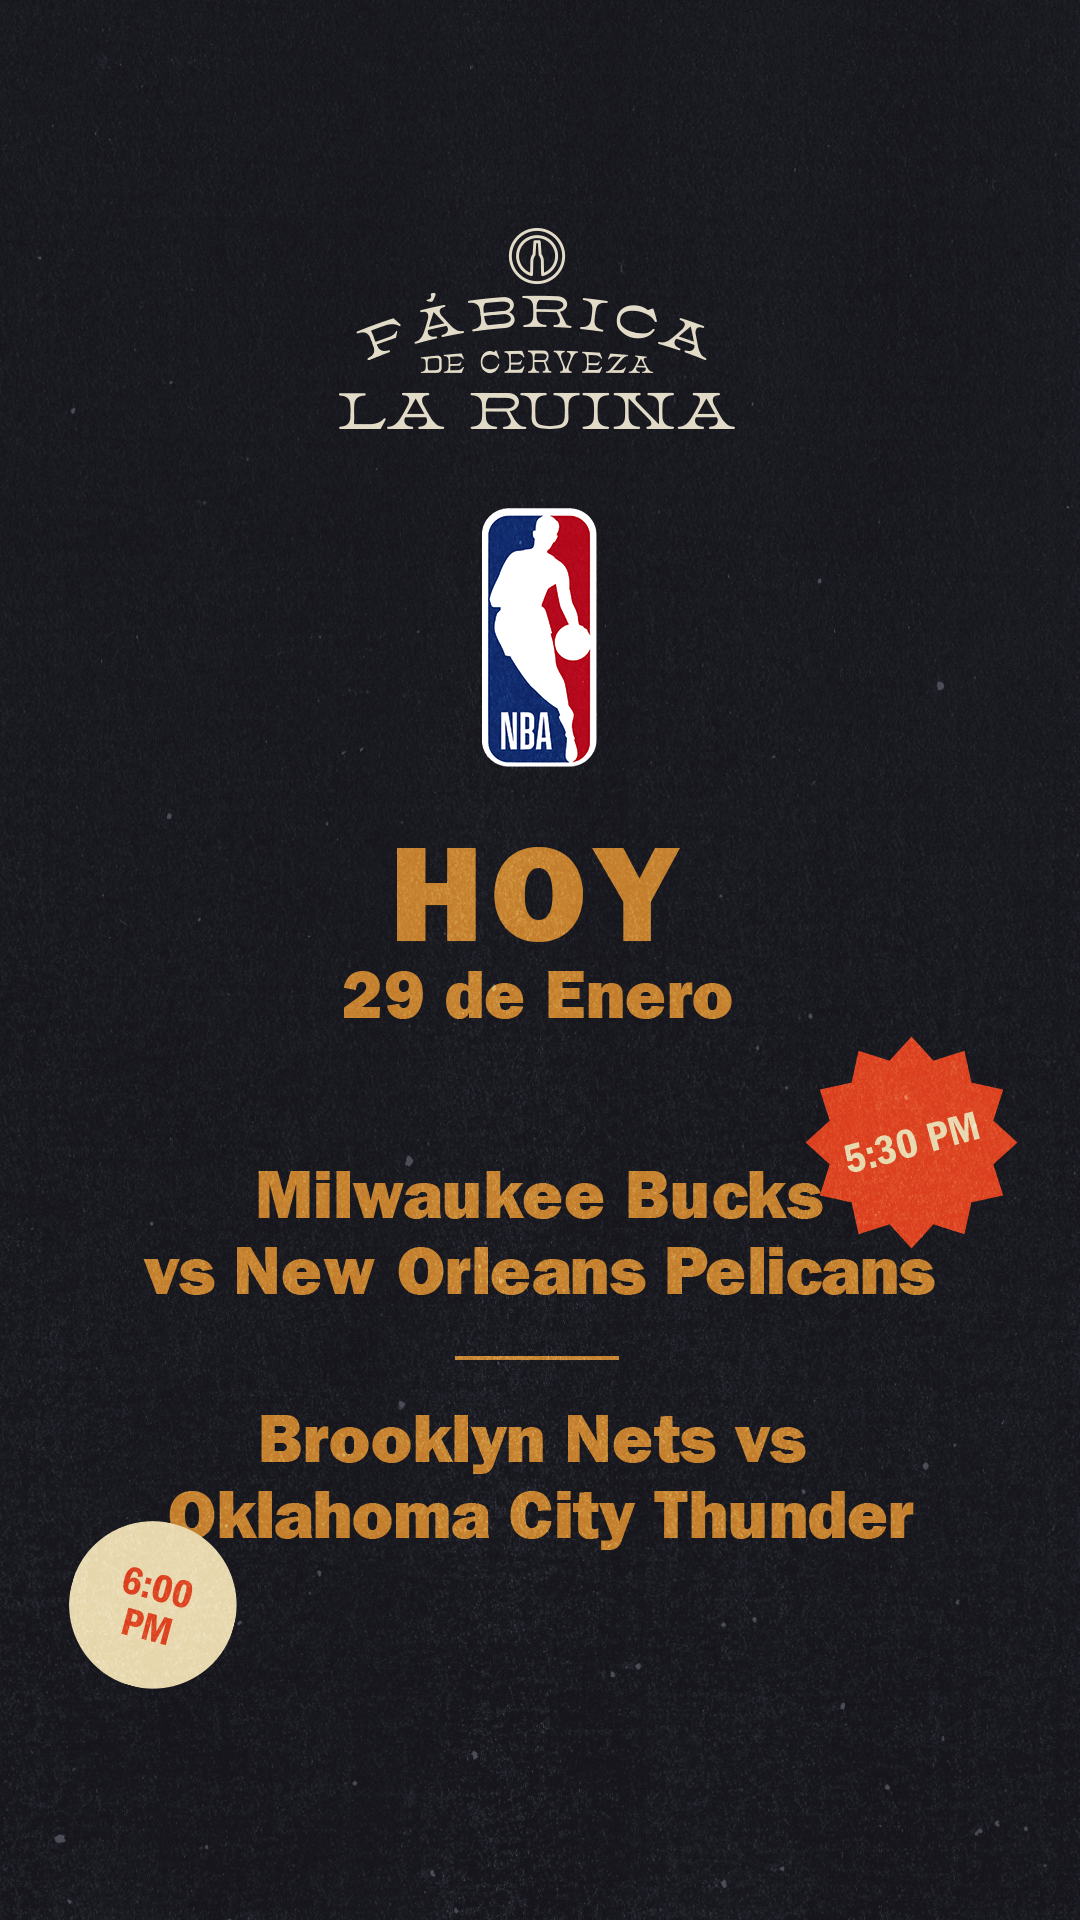 FÁBRICA
DE CERVEZA
LA RUINA
NBA
HOY
29 de Enero
5:30 PM
Milwaukee Bucks
vs New Orleans Pelicans
Brooklyn Nets vs
Oklahoma City Thunder
6:00
PM